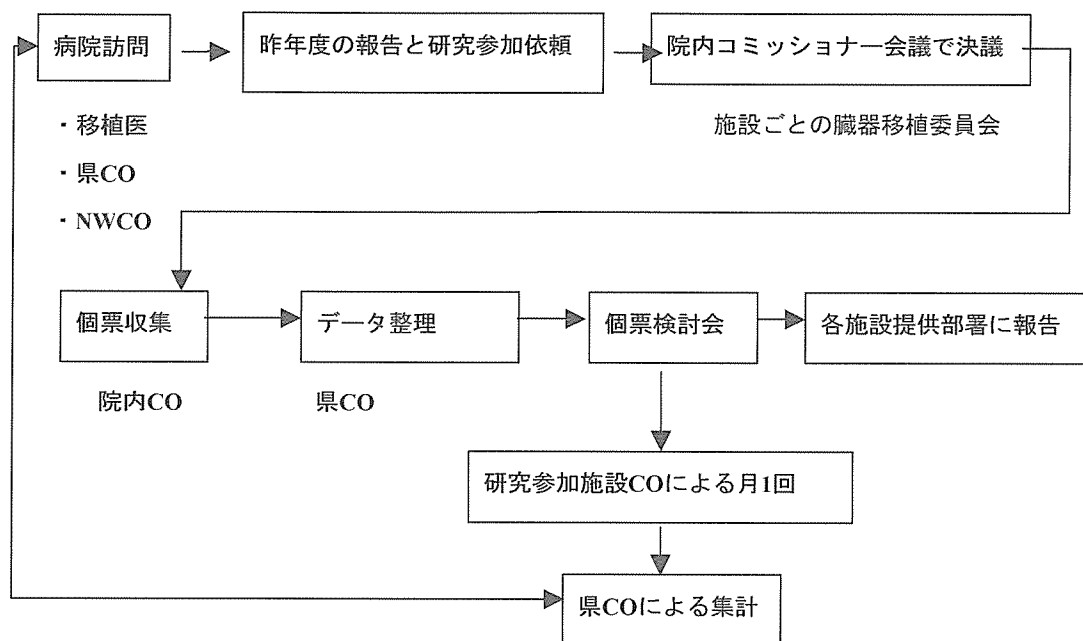 病院訪問
昨年度の報告と研究参加依頼
院内コミッショナー会議で決議
・移植医
・県CO
・NWCO
施設ごとの臓器移植委員会
個票収集
データ整理
個票検討会
各施設提供部署に報告
院内CO
県CO
研究参加施設COによる月1回
県COによる集計